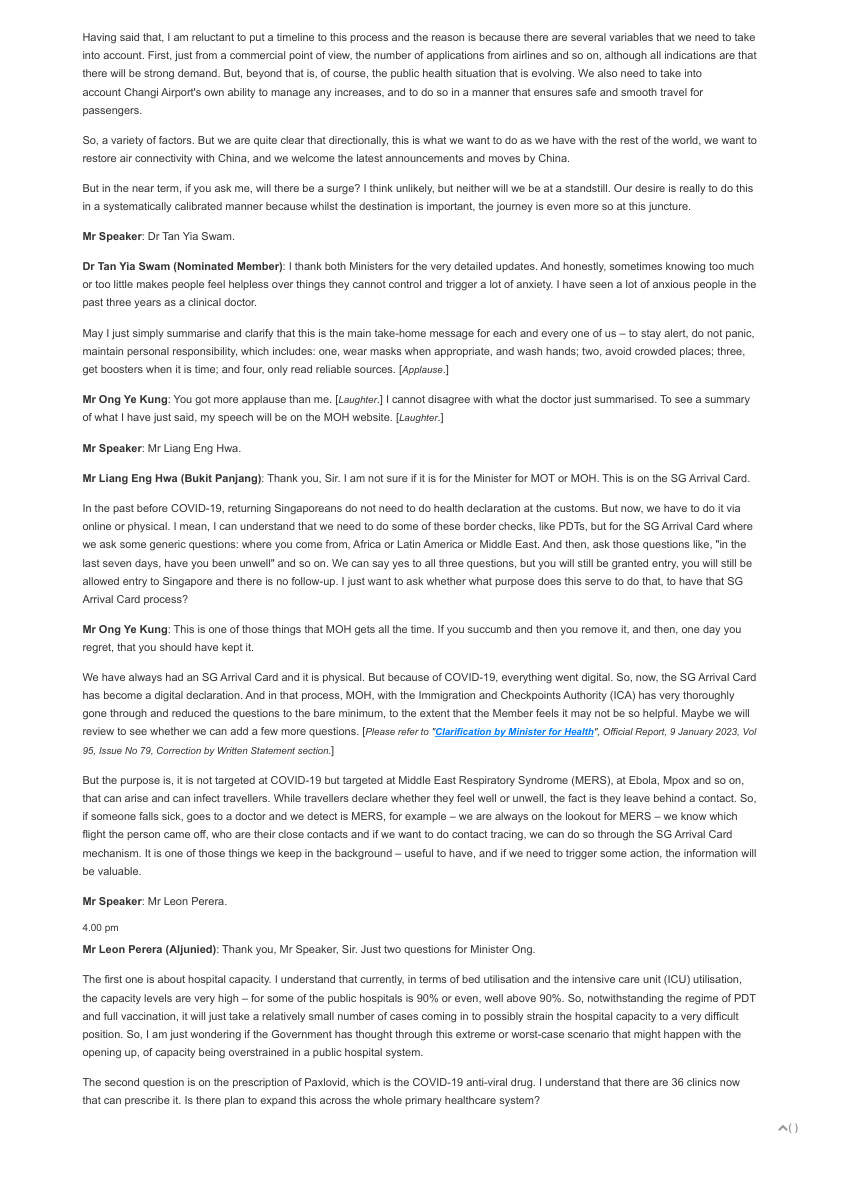 Having said that, I am reluctant to put a timeline to this process and the reason is because there are several variables that we need to take
into account. First, just from a commercial point of view, the number of applications from airlines and so on, although all indications are that
there will be strong demand. But, beyond that is, of course, the public health situation that is evolving. We also need to take into
account Changi Airport's own ability to manage any increases, and to do so in a manner that ensures safe and smooth travel for
passengers.
So, a variety of factors. But we are quite clear that directionally, this is what we want to do as we have with the rest of the world, we want to
restore air connectivity with China, and we welcome the latest announcements and moves by China.
But in the near term, if you ask me, will there be a surge? I think unlikely, but neither will we be at a standstill. Our desire is really to do this
in a systematically calibrated manner because whilst the destination is important, the journey is even more so at this juncture.
Mr Speaker: Dr Tan Yia Swam.
Dr Tan Yia Swam (Nominated Member): I thank both Ministers for the very detailed updates. And honestly, sometimes knowing too much
or too little makes people feel helpless over things they cannot control and trigger a lot of anxiety. I have seen a lot of anxious people in the
past three years as a clinical doctor.
May I just simply summarise and clarify that this is the main take-home message for each and every one of us – to stay alert, do not panic,
maintain personal responsibility, which includes: one, wear masks when appropriate, and wash hands; two, avoid crowded places; three,
get boosters when it is time; and four, only read reliable sources. [Applause.]
Mr Ong Ye Kung: You got more applause than me. [Laughter.] I cannot disagree with what the doctor just summarised. To see a summary
of what I have just said, my speech will be on the MOH website. [Laughter.]
Mr Speaker: Mr Liang Eng Hwa.
Mr Liang Eng Hwa (Bukit Panjang): Thank you, Sir. I am not sure if it is for the Minister for MOT or MOH. This is on the SG Arrival Card.
In the past before COVID-19, returning Singaporeans do not need to do health declaration at the customs. But now, we have to do it via
online or physical. I mean, I can understand that we need to do some of these border checks, like PDTs, but for the SG Arrival Card where
we ask some generic questions: where you come from, Africa or Latin America or Middle East. And then, ask those questions like, "in the
last seven days, have you been unwell" and so on. We can say yes to all three questions, but you will still be granted entry, you will still be
allowed entry to Singapore and there is no follow-up. I just want to ask whether what purpose does this serve to do that, to have that SG
Arrival Card process?
Mr Ong Ye Kung: This is one of those things that MOH gets all the time. If you succumb and then you remove it, and then, one day you
regret, that you should have kept it.
We have always had an SG Arrival Card and it is physical. But because of COVID-19, everything went digital. So, now, the SG Arrival Card
has become a digital declaration. And in that process, MOH, with the Immigration and Checkpoints Authority (ICA) has very thoroughly
gone through and reduced the questions to the bare minimum, to the extent that the Member feels it may not be so helpful. Maybe we will
review to see whether we can add a few more questions. [Please refer to "Clarification by Minister for Health", Official Report, 9 January 2023, Vol
95, Issue No 79, Correction by Written Statement section.]
But the purpose is, it is not targeted at COVID-19 but targeted at Middle East Respiratory Syndrome (MERS), at Ebola, Mpox and so on,
that can arise and can infect travellers. While travellers declare whether they feel well or unwell, the fact is they leave behind a contact. So,
if someone falls sick, goes to a doctor and we detect is MERS, for example – we are always on the lookout for MERS – we know which
flight the person came off, who are their close contacts and if we want to do contact tracing, we can do so through the SG Arrival Card
mechanism. It is one of those things we keep in the background – useful to have, and if we need to trigger some action, the information will
be valuable.
Mr Speaker: Mr Leon Perera.
4.00 pm
Mr Leon Perera (Aljunied): Thank you, Mr Speaker, Sir. Just two questions for Minister Ong.
The first one is about hospital capacity. I understand that currently, in terms of bed utilisation and the intensive care unit (ICU) utilisation,
the capacity levels are very high – for some of the public hospitals is 90% or even, well above 90%. So, notwithstanding the regime of PDT
and full vaccination, it will just take a relatively small number of cases coming in to possibly strain the hospital capacity to a very difficult
position. So, I am just wondering if the Government has thought through this extreme or worst-case scenario that might happen with the
opening up, of capacity being overstrained in a public hospital system.
The second question is on the prescription of Paxlovid, which is the COVID-19 anti-viral drug. I understand that there are 36 clinics now
that can prescribe it. Is there plan to expand this across the whole primary healthcare system?
( )